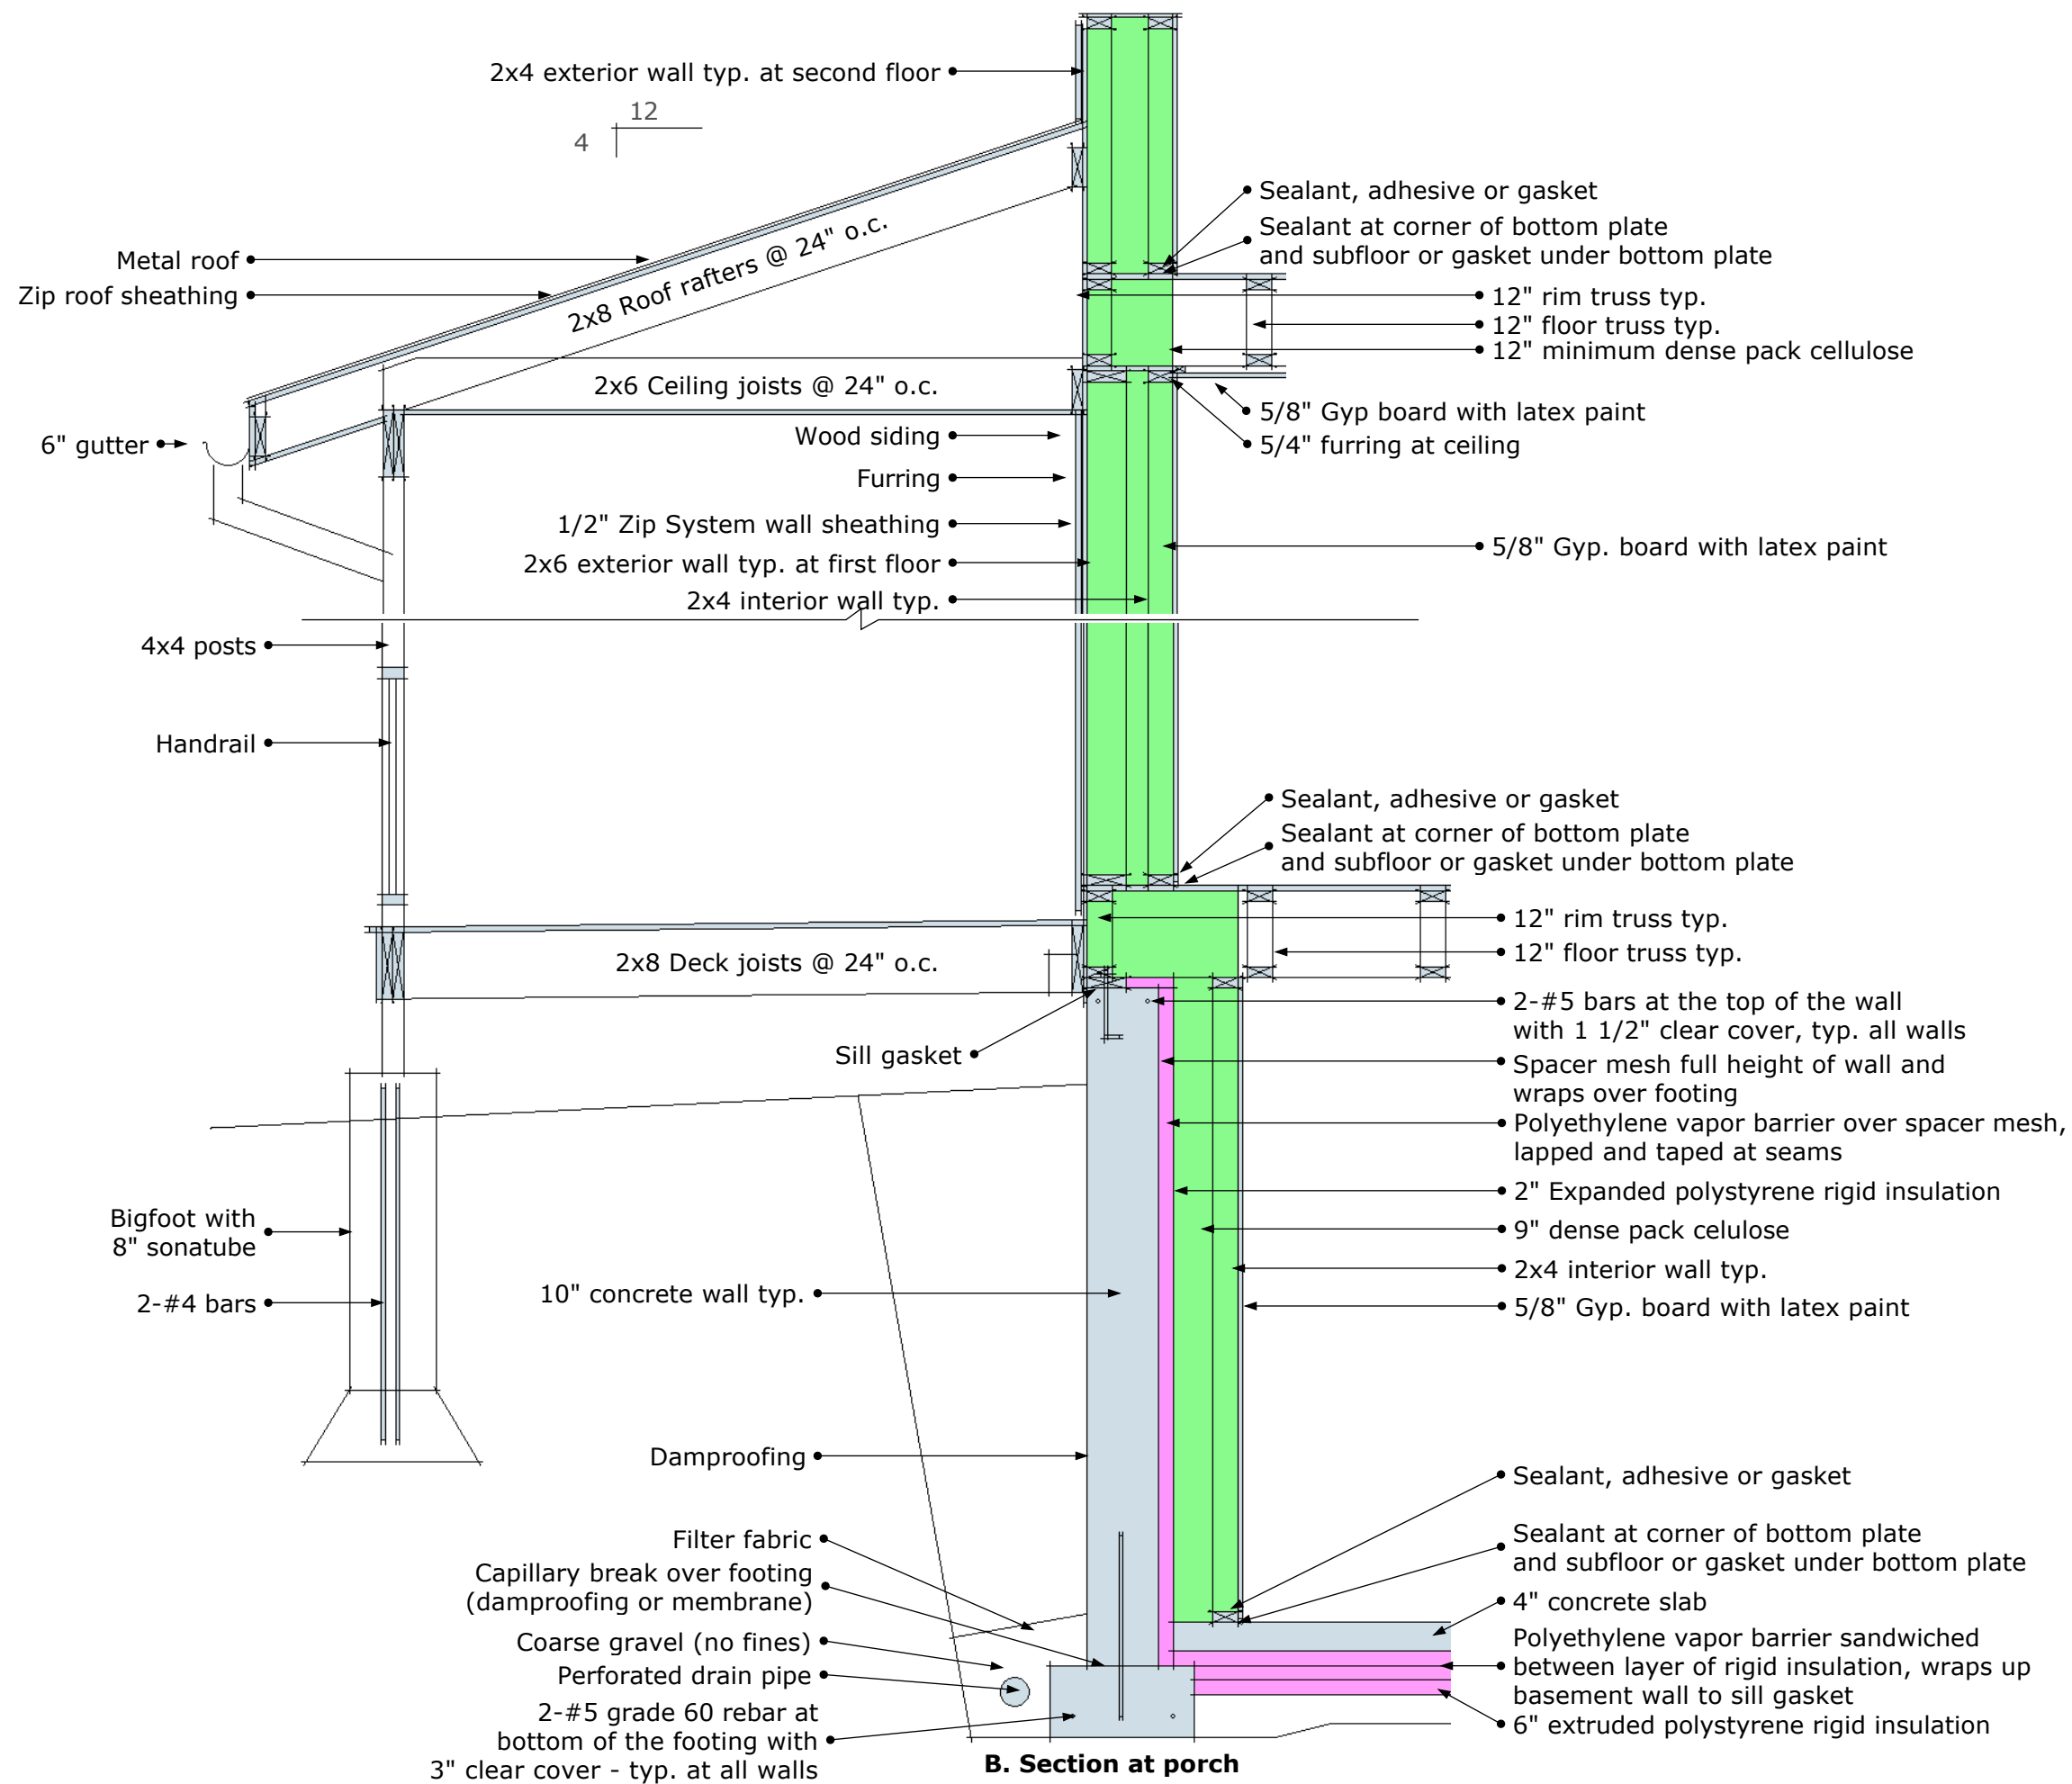 2x4 exterior wall typ. at second floor
12
4
Metal roof
Zip roof sheathing
2x8 Roof rafters @ 24" o.c.
2x6 Ceiling joists @ 24" o.c.
6" gutter
Wood siding
Furring
1/2" Zip System wall sheathing
2x6 exterior wall typ. at first floor
2x4 interior wall typ.
4x4 posts
Handrail
2x8 Deck joists @ 24" o.c.
Sill gasket
Bigfoot with
8" sonatube
2-#4 bars
10" concrete wall typ.
Damproofing
Filter fabric
Capillary break over footing
(damproofing or membrane)
Coarse gravel (no fines)
Perforated drain pipe
2-#5 grade 60 rebar at
bottom of the footing with
3" clear cover - typ. at all walls
Sealant, adhesive or gasket
Sealant at corner of bottom plate
and subfloor or gasket under bottom plate
12" rim truss typ.
12" floor truss typ.
12" minimum dense pack cellulose
5/8" Gyp board with latex paint
5/4" furring at ceiling
5/8" Gyp. board with latex paint
Sealant, adhesive or gasket
Sealant at corner of bottom plate
and subfloor or gasket under bottom plate
12" rim truss typ.
12" floor truss typ.
2-#5 bars at the top of the wall
with 1 1/2" clear cover, typ. all walls
Spacer mesh full height of wall and
wraps over footing
Polyethylene vapor barrier over spacer mesh,
lapped and taped at seams
2" Expanded polystyrene rigid insulation
9" dense pack celulose
2x4 interior wall typ.
5/8" Gyp. board with latex paint
Sealant, adhesive or gasket
Sealant at corner of bottom plate
and subfloor or gasket under bottom plate
4" concrete slab
Polyethylene vapor barrier sandwiched
between layer of rigid insulation, wraps up
basement wall to sill gasket
6" extruded polystyrene rigid insulation
B. Section at porch